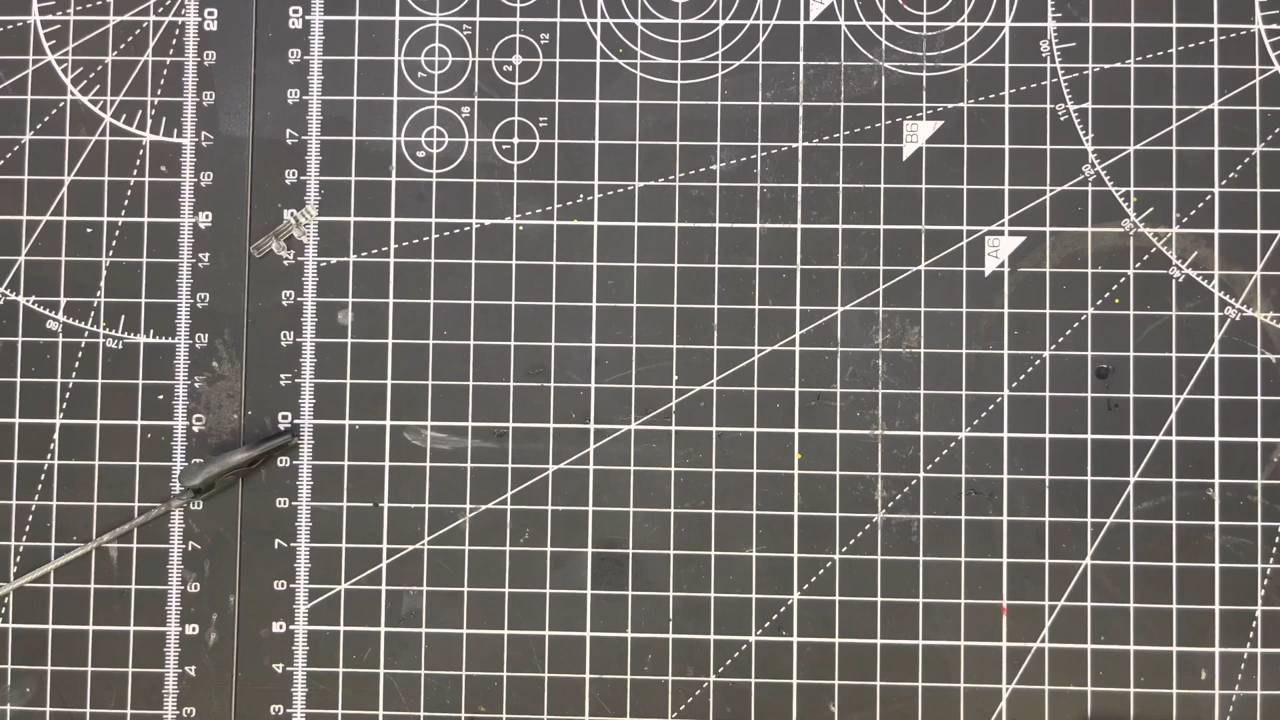 20 20
19 19 7 17 2 12
18 18 100
17 17 6 16 1 11 B6 110
16 16 120
15 130
14 14 A6 140
13 13 150
160 170 12 12
11 11
10 10
9
8 8
7 7
6 6
5 5
4 4
3 3